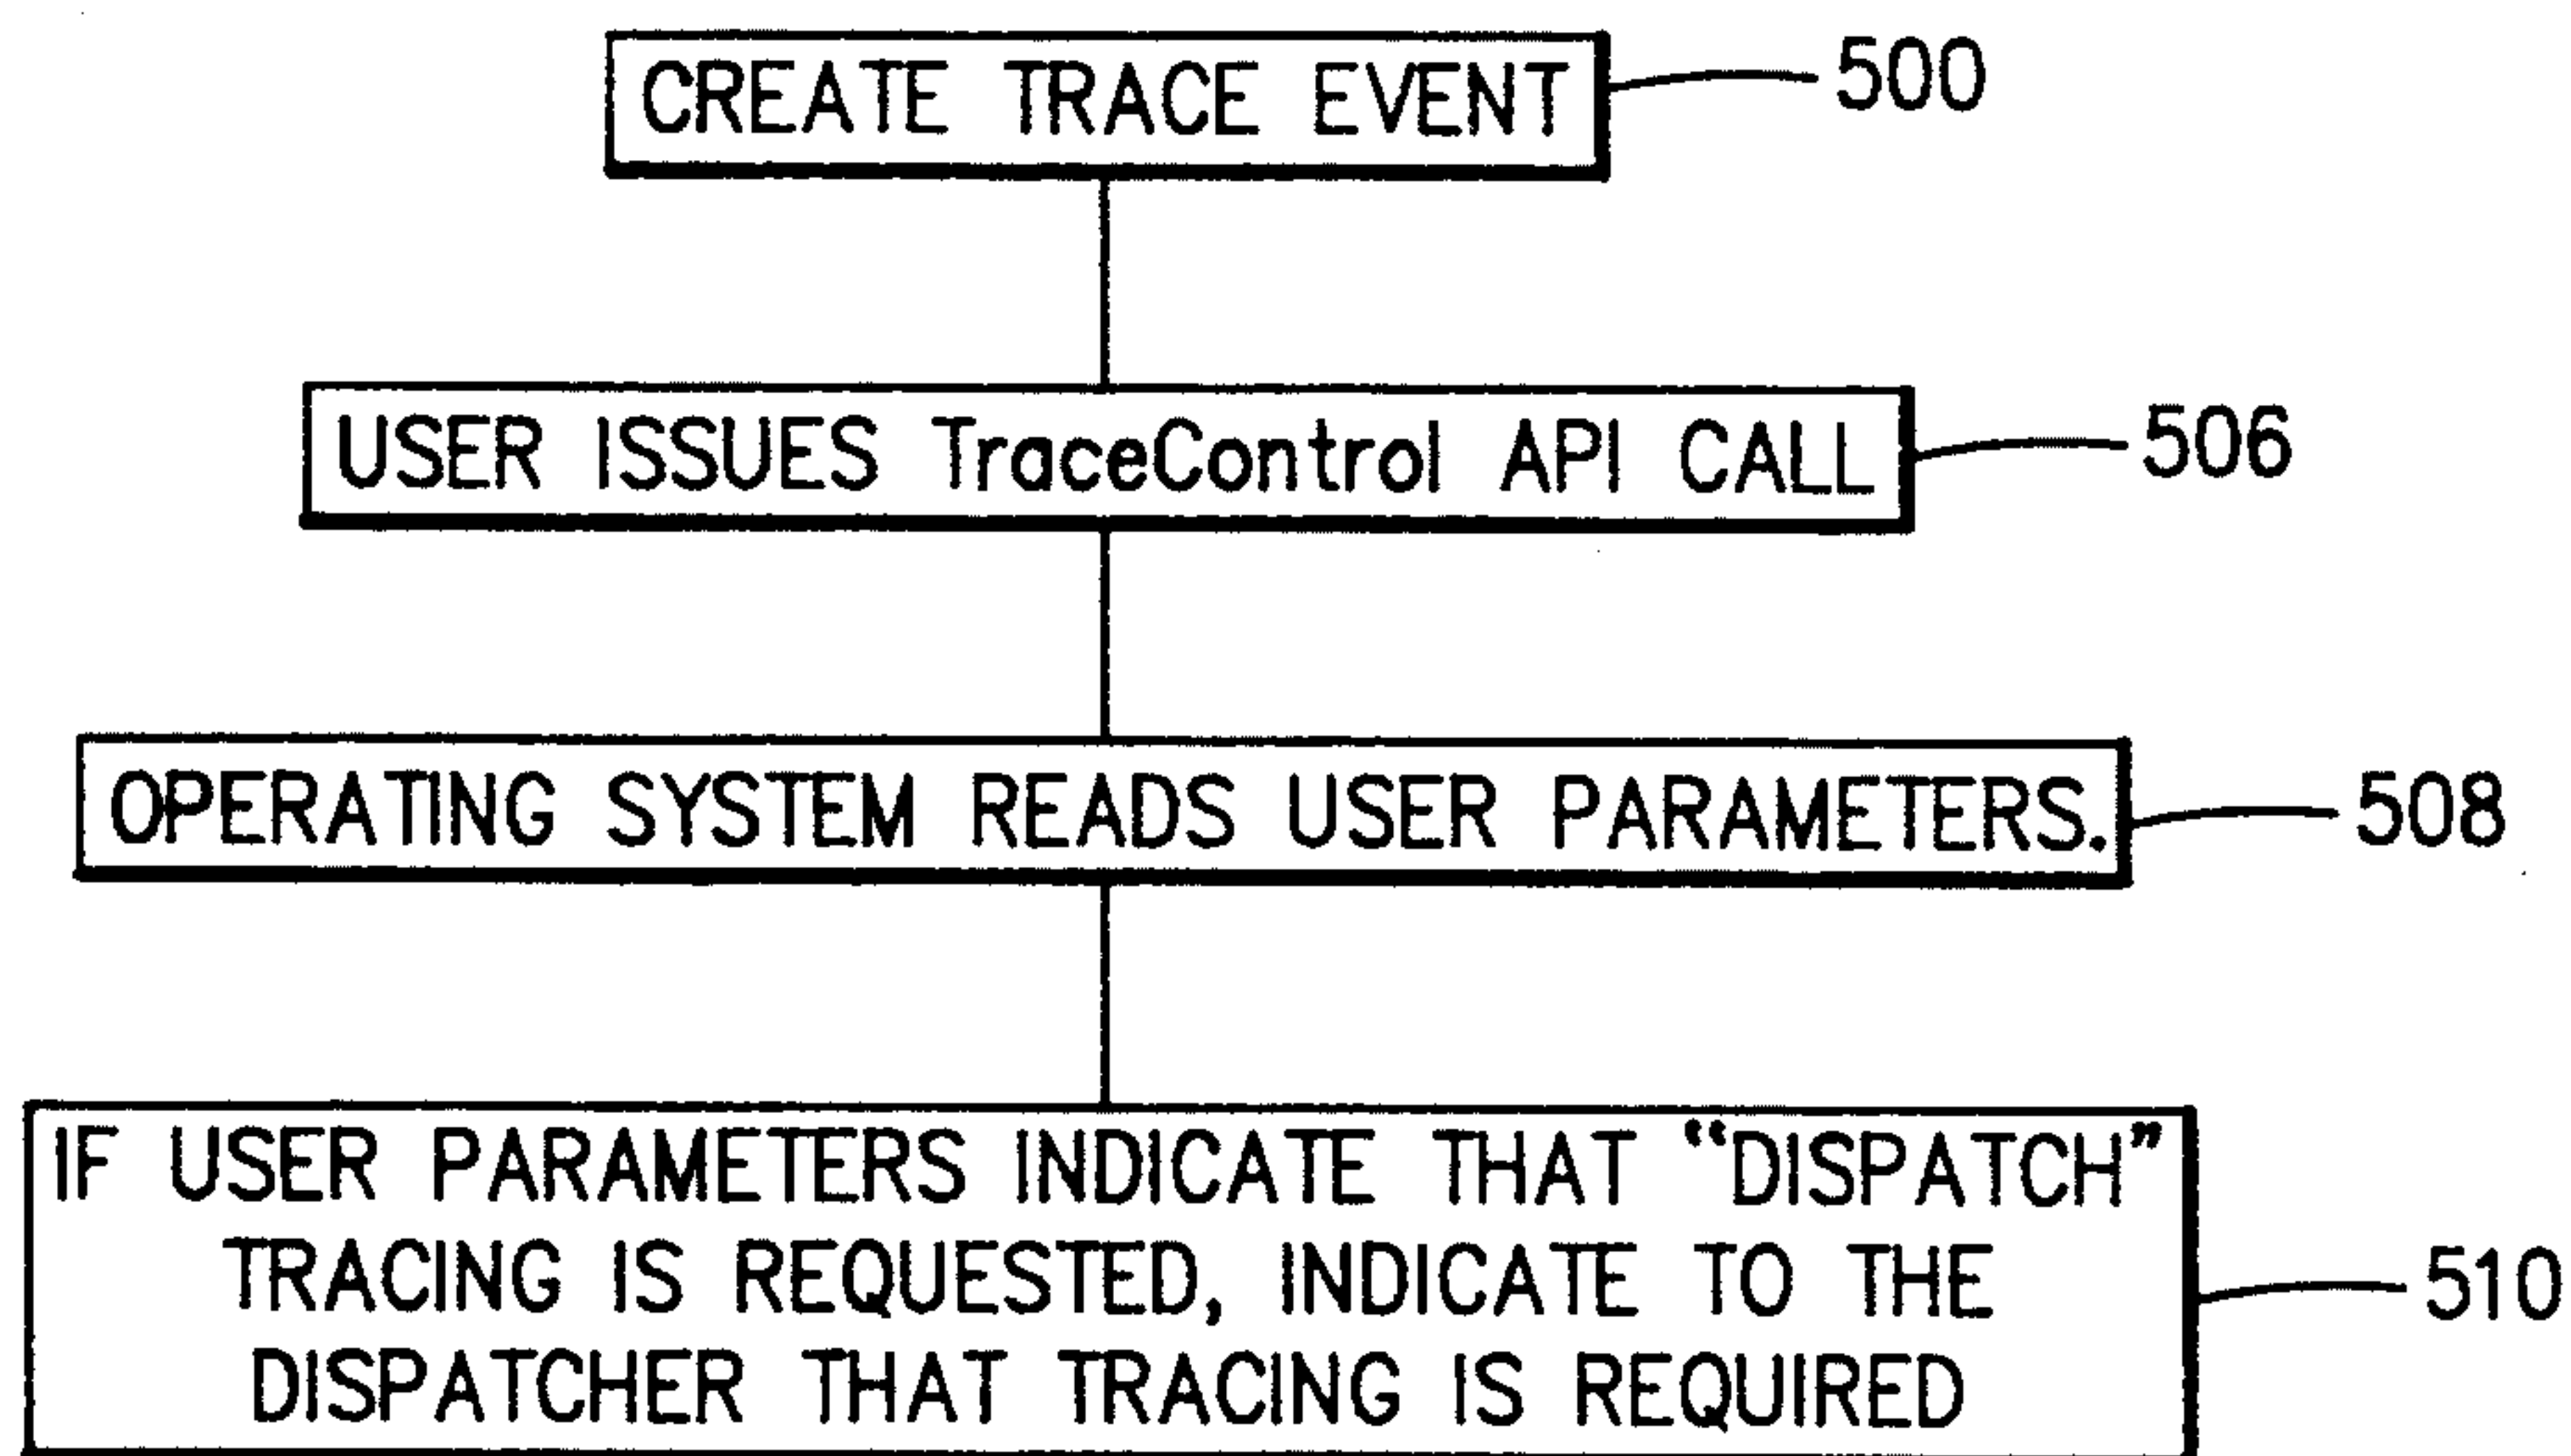 CREATE TRACE EVENT
500
USER ISSUES TraceControl API CALL
506
OPERATING SYSTEM READS USER PARAMETERS.
508
IF USER PARAMETERS INDICATE THAT “DISPATCH”
TRACING IS REQUESTED, INDICATE TO THE
DISPATCHER THAT TRACING IS REQUIRED
510